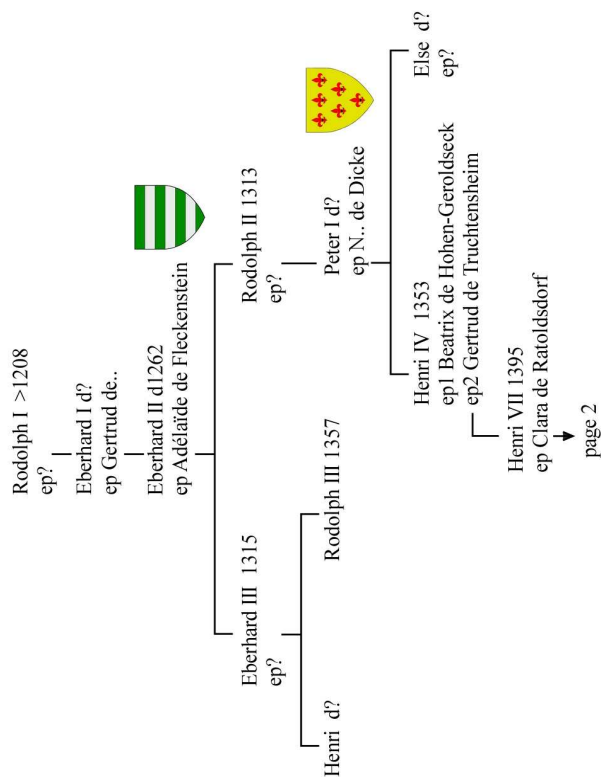 Rodolph I >1208
ep?
Eberhard I d?
ep Gertrud de..
Eberhard II d1262
ep Adélaïde de Fleckenstein
Eberhard III 1315
ep?
Rodolph II 1313
ep?
Henri d?
Rodolph III 1357
Peter I d?
ep N.. de Dicke
Henri IV 1353
ep1 Beatrix de Hohen-Geroldseck
ep2 Gertrud de Truchtensheim
Else d?
ep?
Henri VII 1395
ep Clara de Ratoldsdorf
page 2